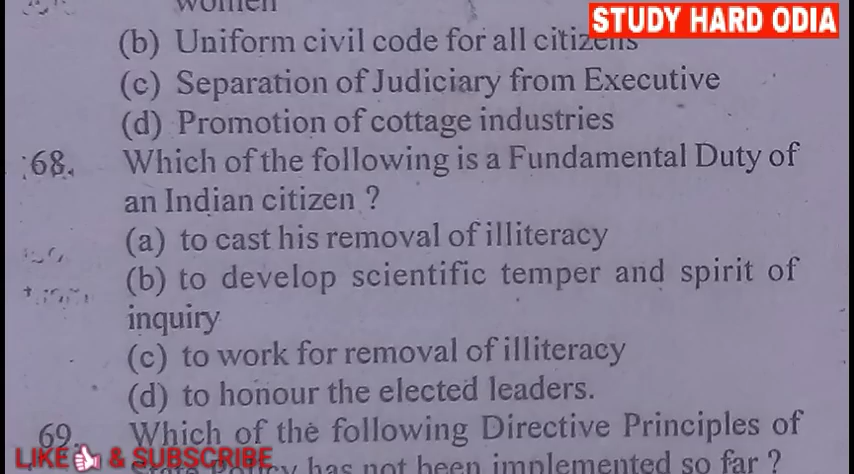 women
STUDY HARD ODIA
(b) Uniform civil code for all citizens
(c) Separation of Judiciary from Executive
(d) Promotion of cottage industries
68. Which of the following is a Fundamental Duty of
an Indian citizen ?
(a) to cast his removal of illiteracy
(b) to develop scientific temper and spirit of
inquiry
(c) to work for removal of illiteracy
(d) to honour the elected leaders.
69. Which of the following Directive Principles of
has not been implemented so far ?
LIKE & SUBSCRIBE